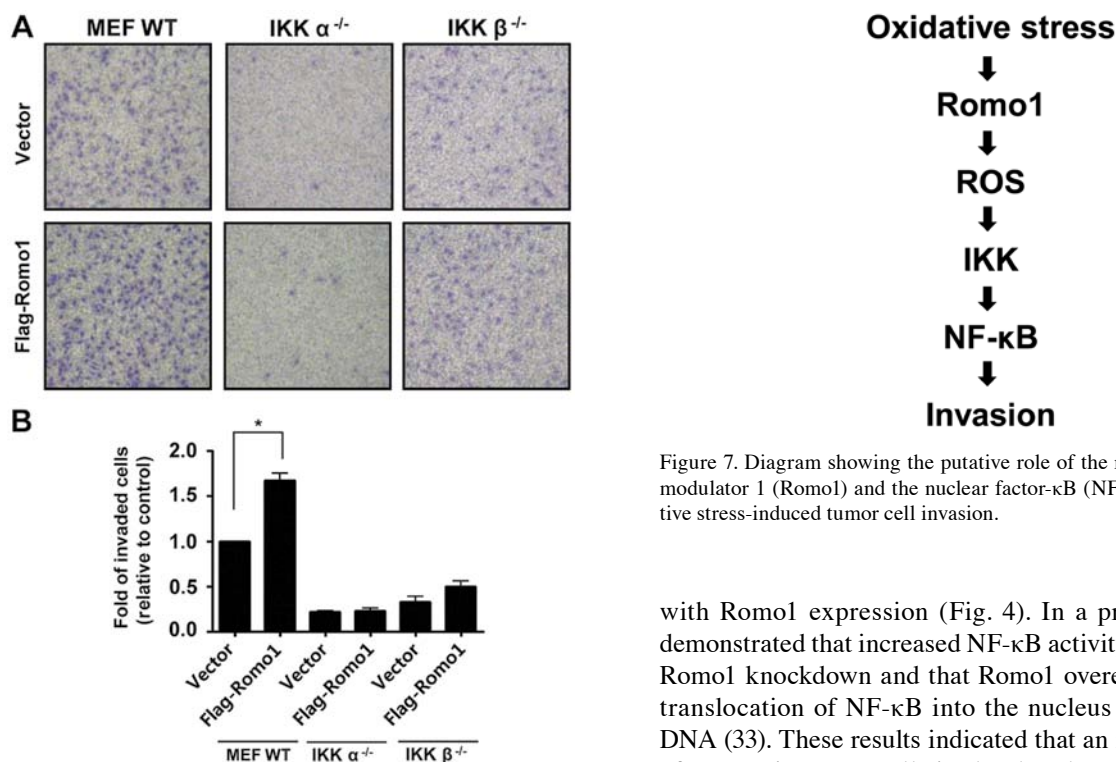 A
MEF WT
IKK α-/-
IKK β-/-
Vector
Flag-Romo1
B
Fold of invaded cells
(relative to control)
2.0
1.5
1.0
0.5
0.0
*
Vector
Flag-Romo1
Vector
Flag-Romo1
Vector
Flag-Romo1
MEF WT
IKK α-/-
IKK β-/-
Oxidative stress
Romo1
ROS
IKK
NF-κB
Invasion
Figure 7. Diagram showing the putative role of the
modulator 1 (Romo1) and the nuclear factor-κB (NF
tive stress-induced tumor cell invasion.
with Romo1 expression (Fig. 4). In a pr
demonstrated that increased NF-κB activit
Romo1 knockdown and that Romo1 overe
translocation of NF-κB into the nucleus
DNA (33). These results indicated that an